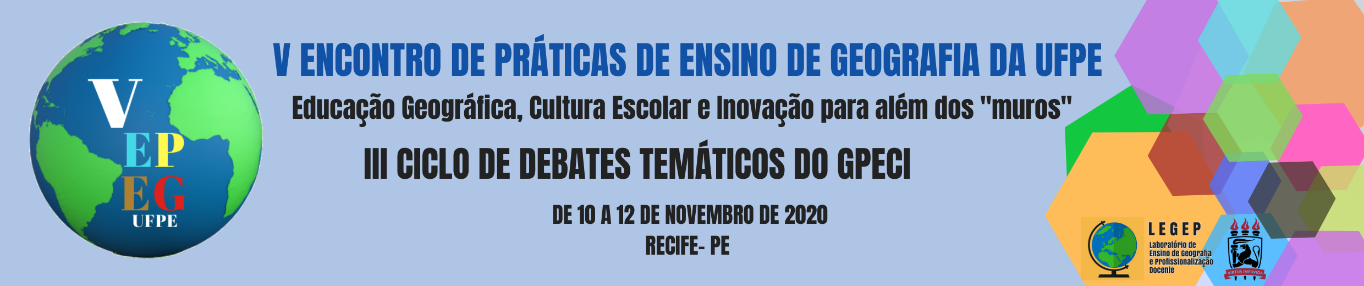 V
EP
EG
UFPE
V ENCONTRO DE PRÁTICAS DE ENSINO DE GEOGRAFIA DA UFPE
Educação Geográfica, Cultura Escolar e Inovação para além dos "muros"
III CICLO DE DEBATES TEMÁTICOS DO GPECI
DE 10 A 12 DE NOVEMBRO DE 2020
RECIFE- PE
LEGEP
Laboratório de
Ensino de Geografia
e Profissionalização
Docente
VIRTUS IMPAVIDA